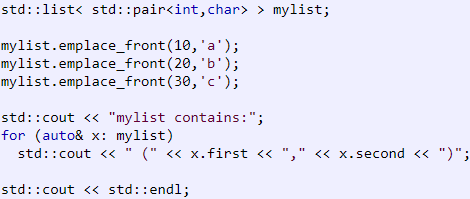 std::list< std::pair<int,char> > mylist;
mylist.emplace_front(10,'a');
mylist.emplace_front(20,'b');
mylist.emplace_front(30,'c');
std::cout << "mylist contains:";
for (auto& x: mylist)
std::cout << " (" << x.first << "," << x.second << ")";
std::cout << std::endl;